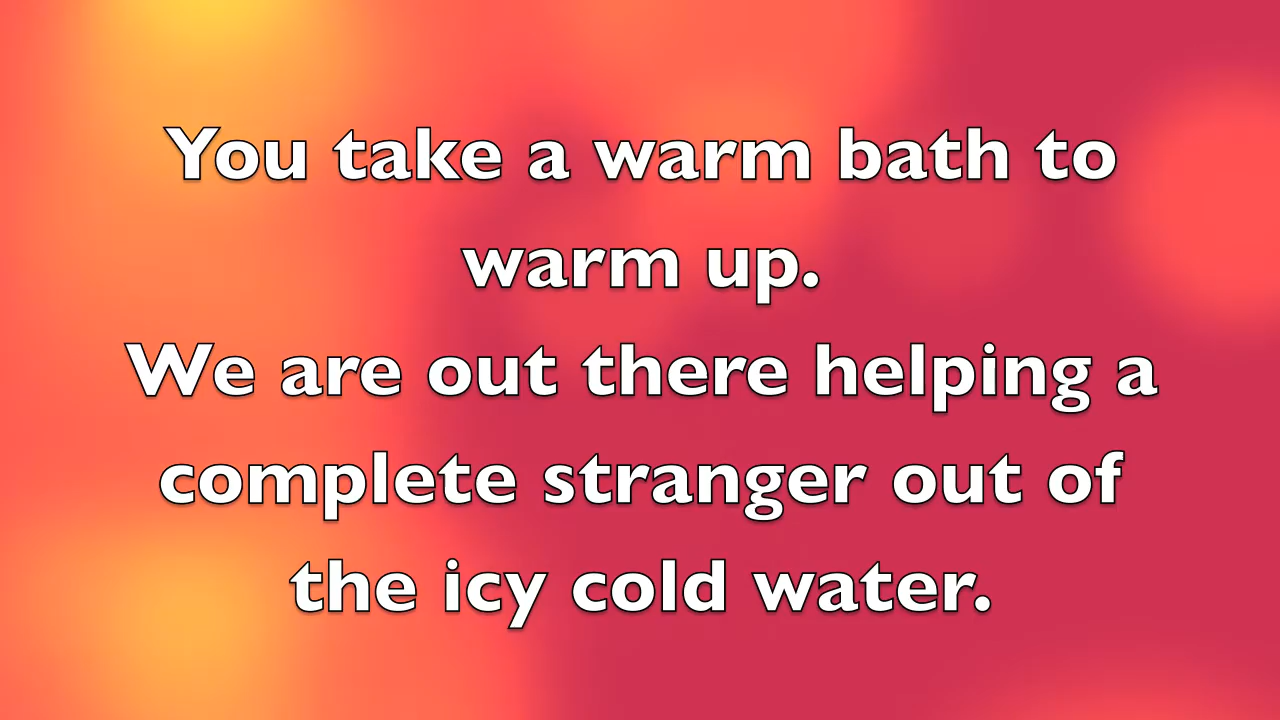 You take a warm bath to
warm up.
We are out there helping a
complete stranger out of
the icy cold water.